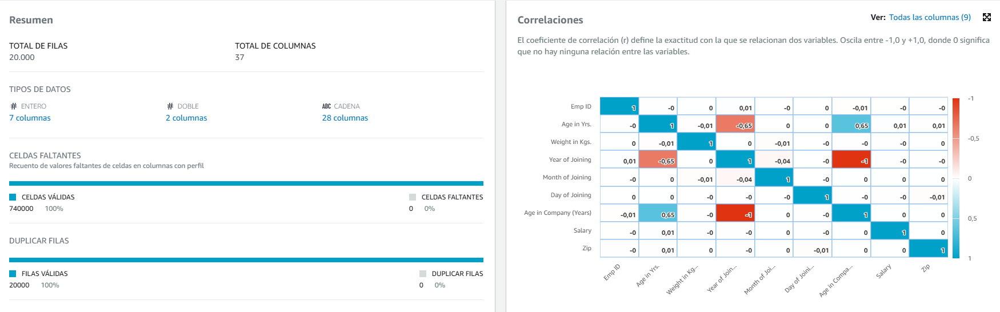 Resumen
TOTAL DE FILAS
20.000
TOTAL DE COLUMNAS
37
TIPOS DE DATOS
# ENTERO
7 columnas
# DOBLE
2 columnas
ABC CADENA
28 columnas
CELDAS FALTANTES
Recuento de valores faltantes de celdas en columnas con perfil
CELDAS VÁLIDAS
740000 100%
CELDAS FALTANTES
0 0%
DUPLICAR FILAS
FILAS VÁLIDAS
20000 100%
DUPLICAR FILAS
0 0%
Correlaciones
Ver: Todas las columnas (9)
El coeficiente de correlación (r) define la exactitud con la que se relacionan dos variables. Oscila entre -1,0 y +1,0, donde 0 significa
que no hay ninguna relación entre las variables.
Emp ID 1 -0 0 0,01 -0 0 -0,01 -0 -0
Age in Yrs. -0 1 -0,01 -0,65 0 0 0,65 0,01 0,01
Weight in Kgs. 0 -0,01 1 0 -0,01 -0 -0 -0 0
Year of Joining 0,01 -0,65 0 1 -0,04 -0 -1 -0 -0
Month of Joining -0 0 -0,01 -0,04 1 -0 0 0 0
Day of Joining 0 0 -0 -0 -0 1 -0 -0 -0,01
Age in Company (Years) -0,01 0,65 -0 -1 0 -0 1 0 0
Salary -0 0,01 -0 -0 0 -0 0 1 0
Zip -0 0,01 0 -0 0 -0,01 0 0 1
Emp ID
Age in Yrs.
Weight in Kg...
Year of Join...
Month of Joi...
Day of Joini...
Age in Compa...
Salary
Zip
-1
-0,5
0
0,5
1